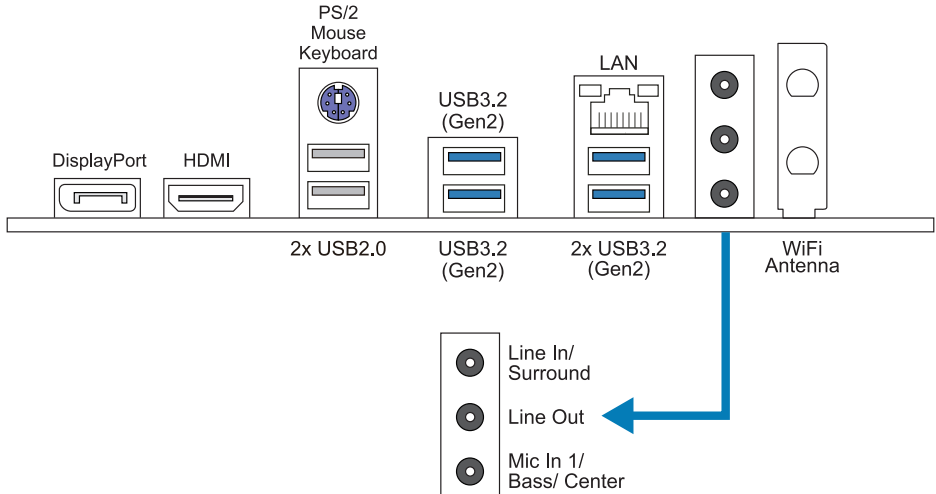 PS/2
Mouse
Keyboard
LAN
USB3.2
(Gen2)
DisplayPort
HDMI
2x USB2.0
USB3.2
(Gen2)
2x USB3.2
(Gen2)
WiFi
Antenna
Line In/
Surround
Line Out
Mic In 1/
Bass/ Center